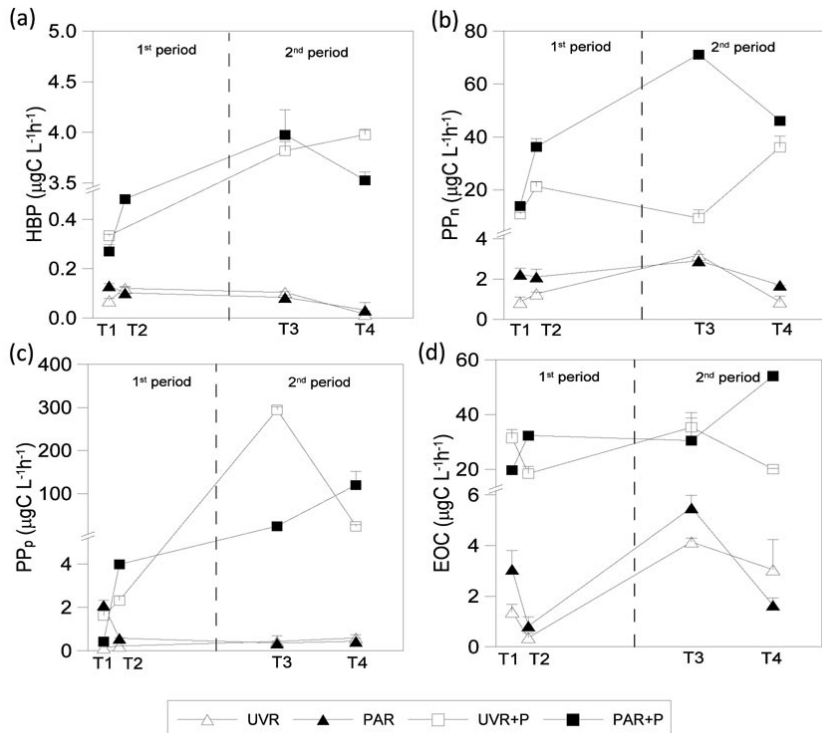 (a)
1st period
2nd period
HBP (µgC L-1h-1)
5.0
4.5
4.0
3.5
0.4
0.2
0.0
T1 T2 T3 T4
(b)
1st period
2nd period
PPn (µgC L-1h-1)
80
60
40
20
4
2
0
T1 T2 T3 T4
(c)
1st period
2nd period
PPp (µgC L-1h-1)
400
300
200
100
4
2
0
T1 T2 T3 T4
(d)
1st period
2nd period
EOC (µgC L-1h-1)
60
40
20
6
4
2
0
T1 T2 T3 T4
UVR PAR UVR+P PAR+P